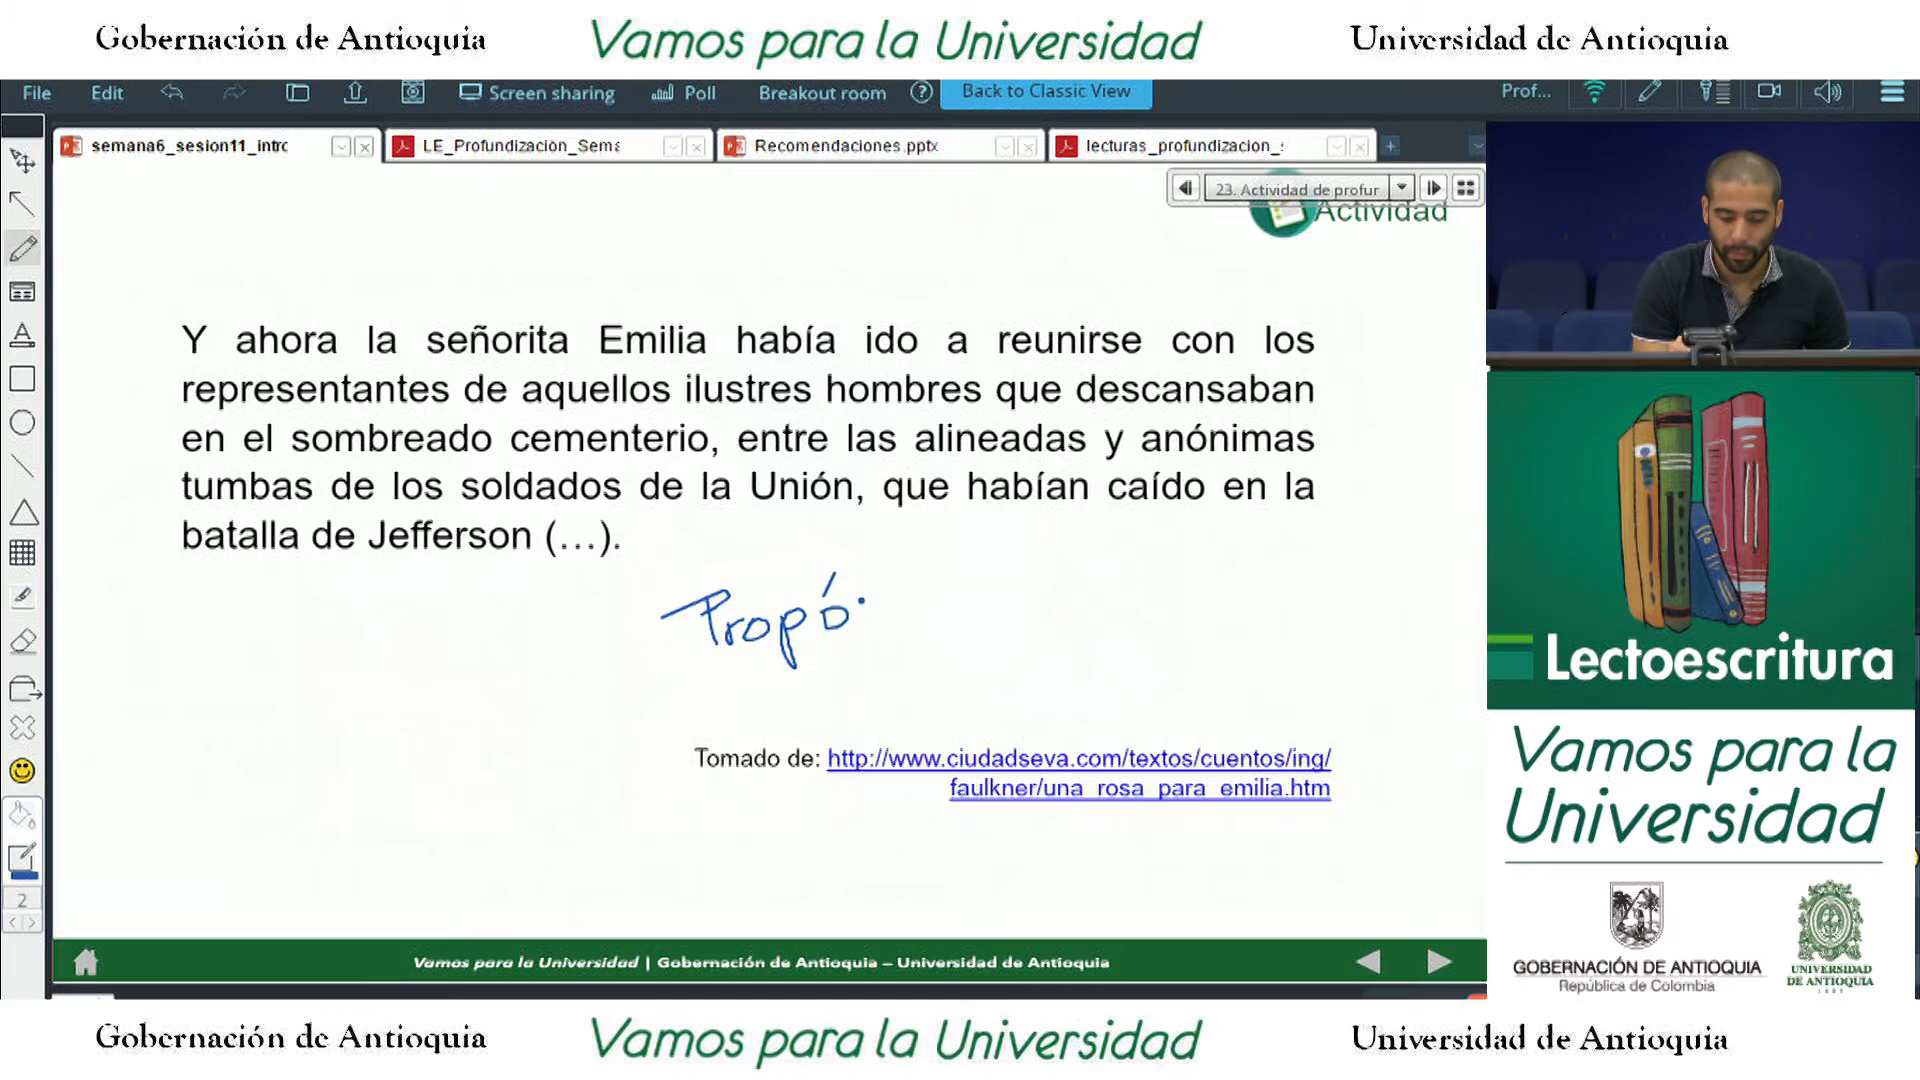 Gobernación de Antioquia Vamos para la Universidad Universidad de Antioquia
File Edit Screen sharing Poll Breakout room Back to Classic View Prof...
semana6_sesion11_intrc LE_Profundización_Sema Recomendaciones.pptx lecturas_profundizacion_s
23. Actividad de profur
Actividad
Y ahora la señorita Emilia había ido a reunirse con los
representantes de aquellos ilustres hombres que descansaban
en el sombreado cementerio, entre las alineadas y anónimas
tumbas de los soldados de la Unión, que habían caído en la
batalla de Jefferson (...).
Propó
Tomado de: http://www.ciudadseva.com/textos/cuentos/ing/
faulkner/una_rosa_para_emilia.htm
2
Vamos para la Universidad | Gobernación de Antioquia – Universidad de Antioquia
Lectoescritura
Vamos para la
Universidad
GOBERNACIÓN DE ANTIOQUIA
República de Colombia
UNIVERSIDAD
DE ANTIOQUIA
1803
Gobernación de Antioquia Vamos para la Universidad Universidad de Antioquia